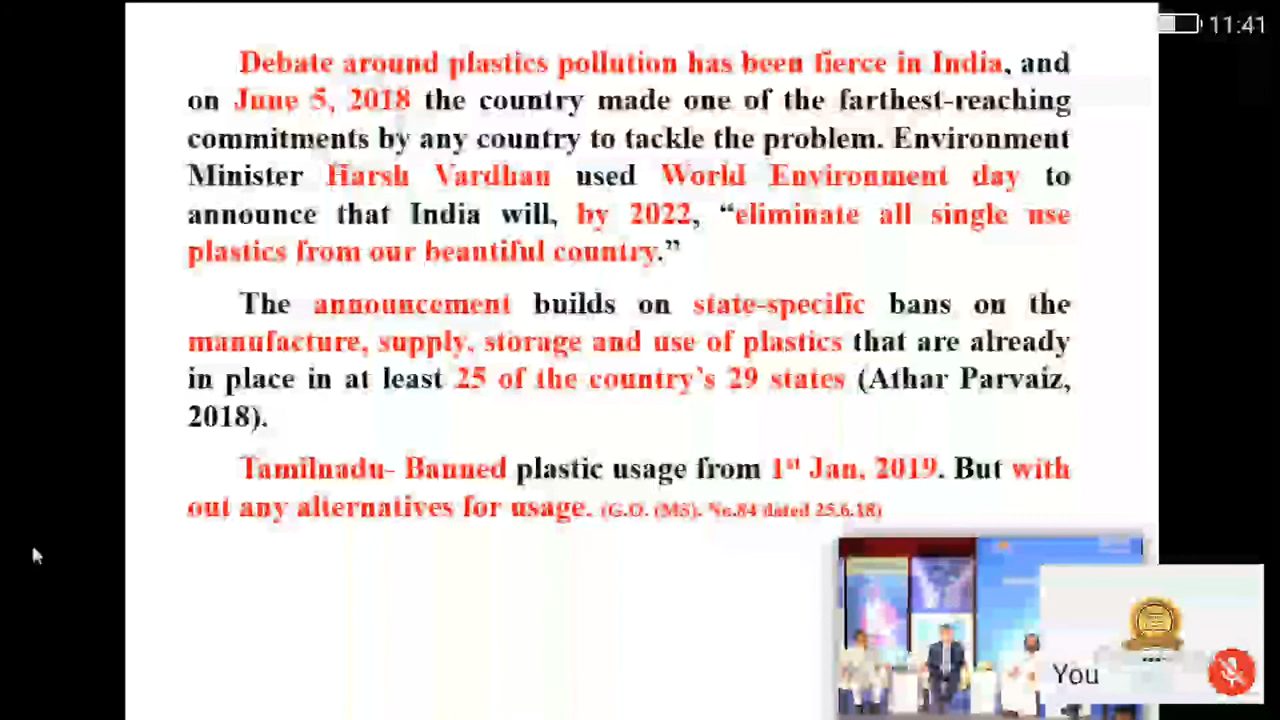 11:41
Debate around plastics pollution has been fierce in India, and
on June 5, 2018 the country made one of the farthest-reaching
commitments by any country to tackle the problem. Environment
Minister Harsh Vardhan used World Environment day to
announce that India will, by 2022, “eliminate all single use
plastics from our beautiful country.”
The announcement builds on state-specific bans on the
manufacture, supply, storage and use of plastics that are already
in place in at least 25 of the country’s 29 states (Athar Parvaiz,
2018).
Tamilnadu- Banned plastic usage from 1st Jan, 2019. But with
out any alternatives for usage. (G.O. (MS). No.84 dated 25.6.18)
You